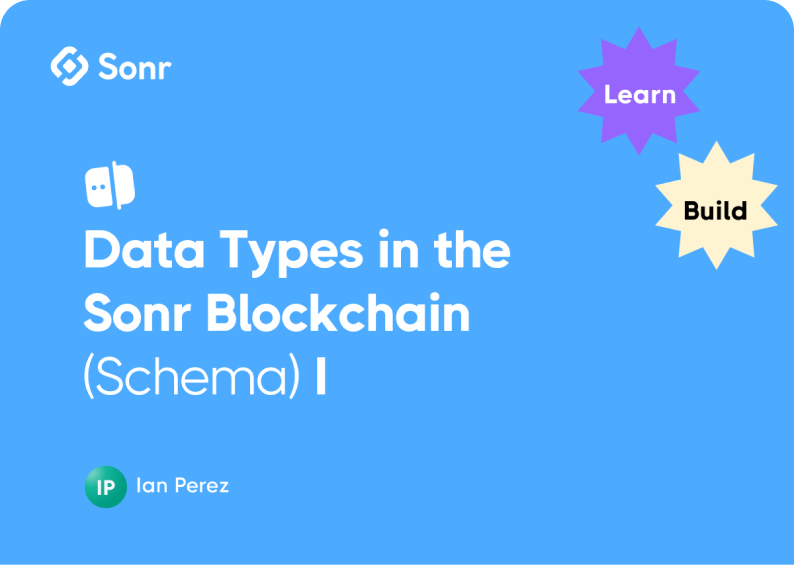 Sonr
Learn
Build
Data Types in the
Sonr Blockchain
(Schema) I
IP
Ian Perez